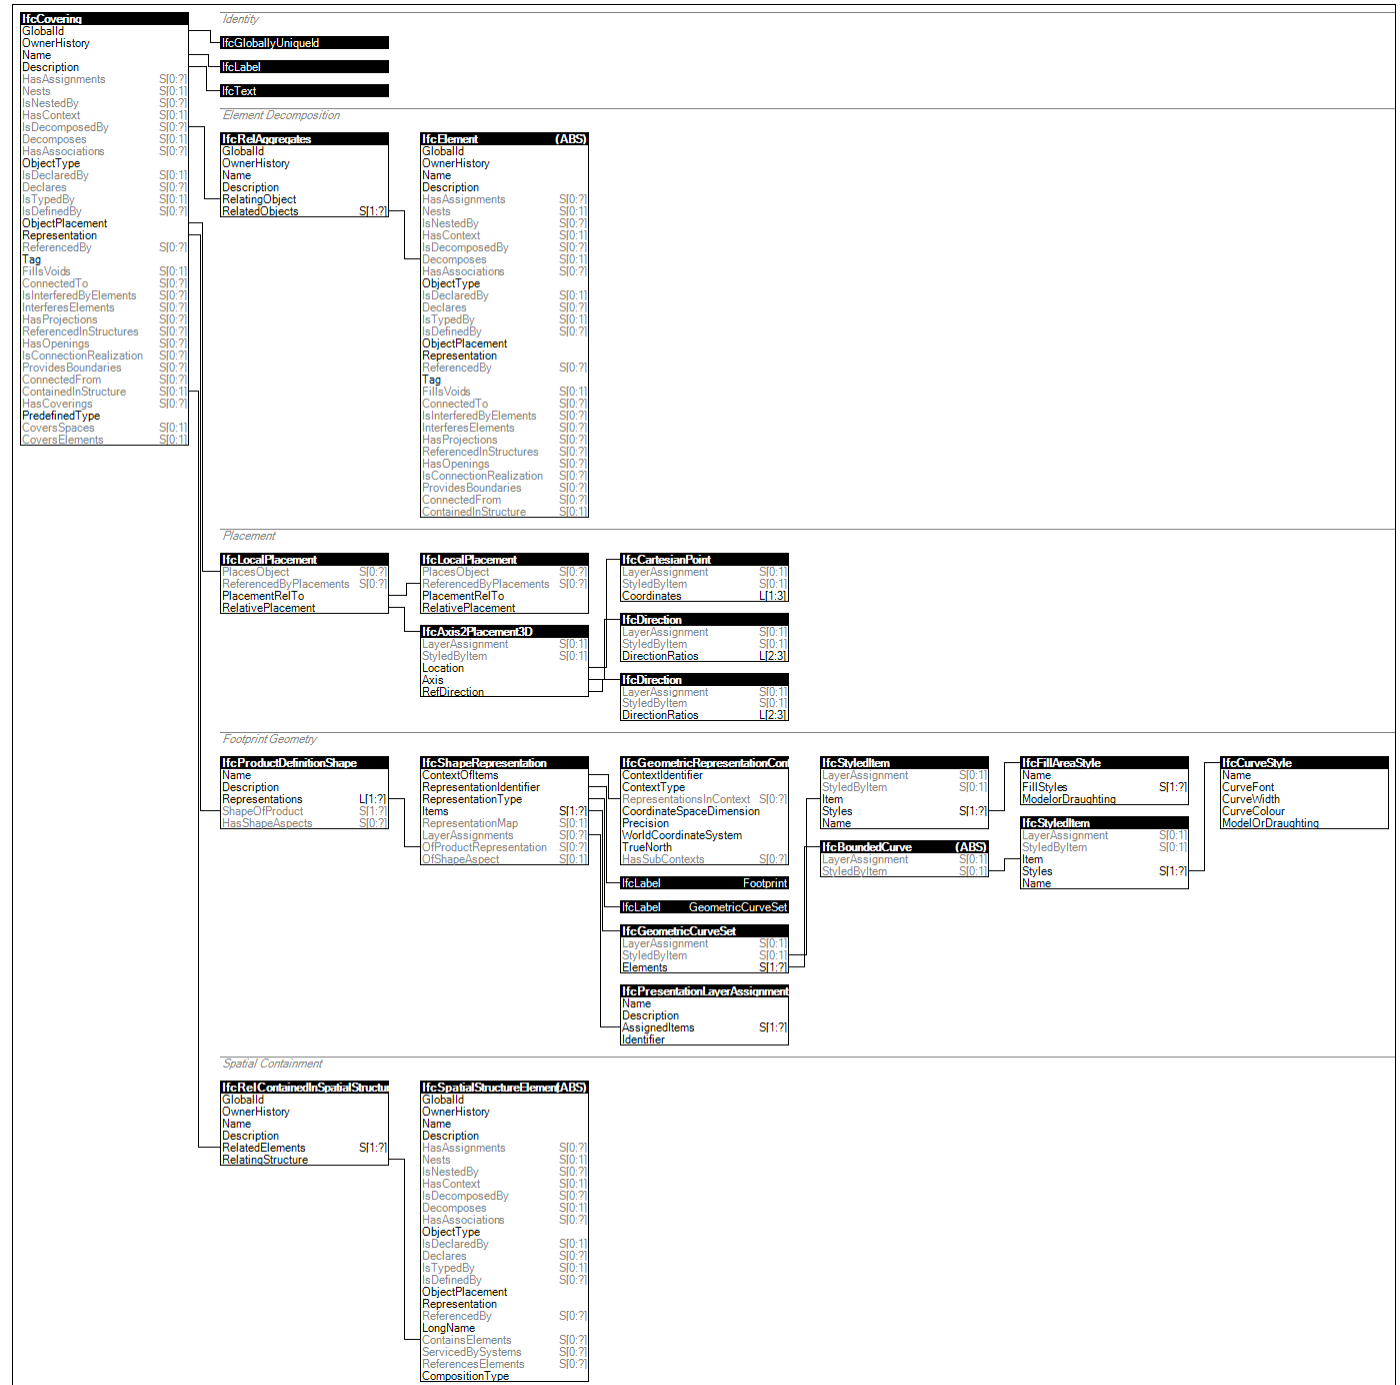 IfcCovering
GlobalId
OwnerHistory
Name
Description
HasAssignments S[0:?]
Nests S[0:1]
IsNestedBy S[0:?]
HasContext S[0:1]
IsDecomposedBy S[0:?]
Decomposes S[0:1]
HasAssociations S[0:?]
ObjectType
IsDeclaredBy S[0:1]
Declares S[0:?]
IsTypedBy S[0:1]
IsDefinedBy S[0:?]
ObjectPlacement
Representation
ReferencedBy S[0:?]
Tag
FillsVoids S[0:1]
ConnectedTo S[0:?]
IsInterferedByElements S[0:?]
InterferesElements S[0:?]
HasProjections S[0:?]
ReferencedInStructures S[0:?]
HasOpenings S[0:?]
IsConnectionRealization S[0:?]
ProvidesBoundaries S[0:?]
ConnectedFrom S[0:?]
ContainedInStructure S[0:1]
HasCoverings S[0:?]
PredefinedType
CoversSpaces S[0:1]
CoversElements S[0:1]
Identity
IfcGloballyUniqueId
IfcLabel
IfcText
Element Decomposition
IfcRelAggregates
GlobalId
OwnerHistory
Name
Description
RelatingObject
RelatedObjects S[1:?]
IfcElement (ABS)
GlobalId
OwnerHistory
Name
Description
HasAssignments S[0:?]
Nests S[0:1]
IsNestedBy S[0:?]
HasContext S[0:1]
IsDecomposedBy S[0:?]
Decomposes S[0:1]
HasAssociations S[0:?]
ObjectType
IsDeclaredBy S[0:1]
Declares S[0:?]
IsTypedBy S[0:1]
IsDefinedBy S[0:?]
ObjectPlacement
Representation
ReferencedBy S[0:?]
Tag
FillsVoids S[0:1]
ConnectedTo S[0:?]
IsInterferedByElements S[0:?]
InterferesElements S[0:?]
HasProjections S[0:?]
ReferencedInStructures S[0:?]
HasOpenings S[0:?]
IsConnectionRealization S[0:?]
ProvidesBoundaries S[0:?]
ConnectedFrom S[0:?]
ContainedInStructure S[0:1]
Placement
IfcLocalPlacement
PlacesObject S[0:?]
ReferencedByPlacements S[0:?]
PlacementRelTo
RelativePlacement
IfcLocalPlacement
PlacesObject S[0:?]
ReferencedByPlacements S[0:?]
PlacementRelTo
RelativePlacement
IfcAxis2Placement3D
LayerAssignment S[0:1]
StyledByItem S[0:1]
Location
Axis
RefDirection
IfcCartesianPoint
LayerAssignment S[0:1]
StyledByItem S[0:1]
Coordinates L[1:3]
IfcDirection
LayerAssignment S[0:1]
StyledByItem S[0:1]
DirectionRatios L[2:3]
IfcDirection
LayerAssignment S[0:1]
StyledByItem S[0:1]
DirectionRatios L[2:3]
Footprint Geometry
IfcProductDefinitionShape
Name
Description
Representations L[1:?]
ShapeOfProduct S[1:?]
HasShapeAspects S[0:?]
IfcShapeRepresentation
ContextOfItems
RepresentationIdentifier
RepresentationType
Items S[1:?]
RepresentationMap S[0:1]
LayerAssignments S[0:?]
OfProductRepresentation S[0:?]
OfShapeAspect S[0:1]
IfcGeometricRepresentationCont
ContextIdentifier
ContextType
RepresentationsInContext S[0:?]
CoordinateSpaceDimension
Precision
WorldCoordinateSystem
TrueNorth
HasSubContexts S[0:?]
IfcLabel Footprint
IfcLabel GeometricCurveSet
IfcGeometricCurveSet
LayerAssignment S[0:1]
StyledByItem S[0:1]
Elements S[1:?]
IfcPresentationLayerAssignment
Name
Description
AssignedItems S[1:?]
Identifier
IfcStyledItem
LayerAssignment S[0:1]
StyledByItem S[0:1]
Item
Styles S[1:?]
Name
IfcBoundedCurve (ABS)
LayerAssignment S[0:1]
StyledByItem S[0:1]
IfcFillAreaStyle
Name
FillStyles S[1:?]
ModelorDraughting
IfcStyledItem
LayerAssignment S[0:1]
StyledByItem S[0:1]
Item
Styles S[1:?]
Name
IfcCurveStyle
Name
CurveFont
CurveWidth
CurveColour
ModelOrDraughting
Spatial Containment
IfcRelContainedInSpatialStructur
GlobalId
OwnerHistory
Name
Description
RelatedElements S[1:?]
RelatingStructure
IfcSpatialStructureElement (ABS)
GlobalId
OwnerHistory
Name
Description
HasAssignments S[0:?]
Nests S[0:1]
IsNestedBy S[0:?]
HasContext S[0:1]
IsDecomposedBy S[0:?]
Decomposes S[0:1]
HasAssociations S[0:?]
ObjectType
IsDeclaredBy S[0:1]
Declares S[0:?]
IsTypedBy S[0:1]
IsDefinedBy S[0:?]
ObjectPlacement
Representation
ReferencedBy S[0:?]
LongName
ContainsElements S[0:?]
ServicedBySystems S[0:?]
ReferencesElements S[0:?]
CompositionType